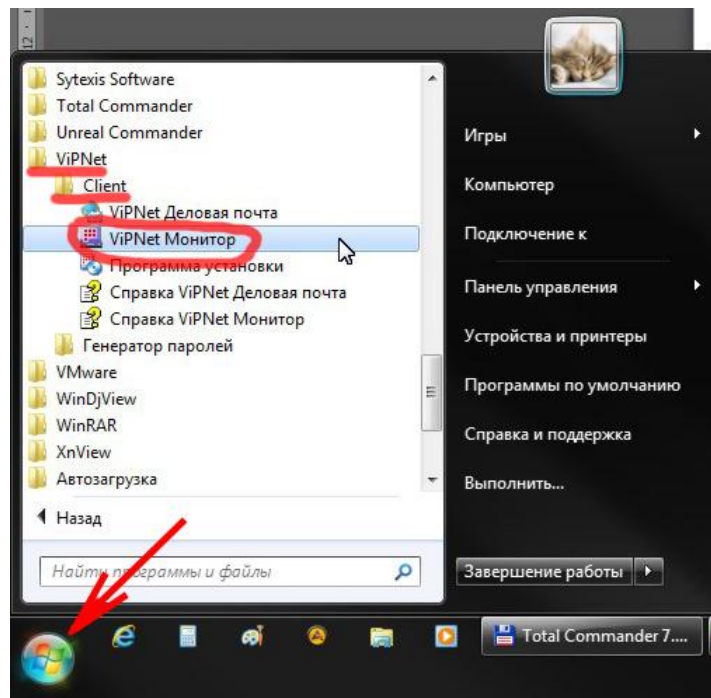 12
Sytexis Software
Total Commander
Unreal Commander
ViPNet
Client
ViPNet Деловая почта
ViPNet Монитор
Программа установки
Справка ViPNet Деловая почта
Справка ViPNet Монитор
Генератор паролей
VMware
WinDjView
WinRAR
XnView
Автозагрузка
Назад
Найти программы и файлы
Игры
Компьютер
Подключение к
Панель управления
Устройства и принтеры
Программы по умолчанию
Справка и поддержка
Выполнить...
Завершение работы
Total Commander 7....